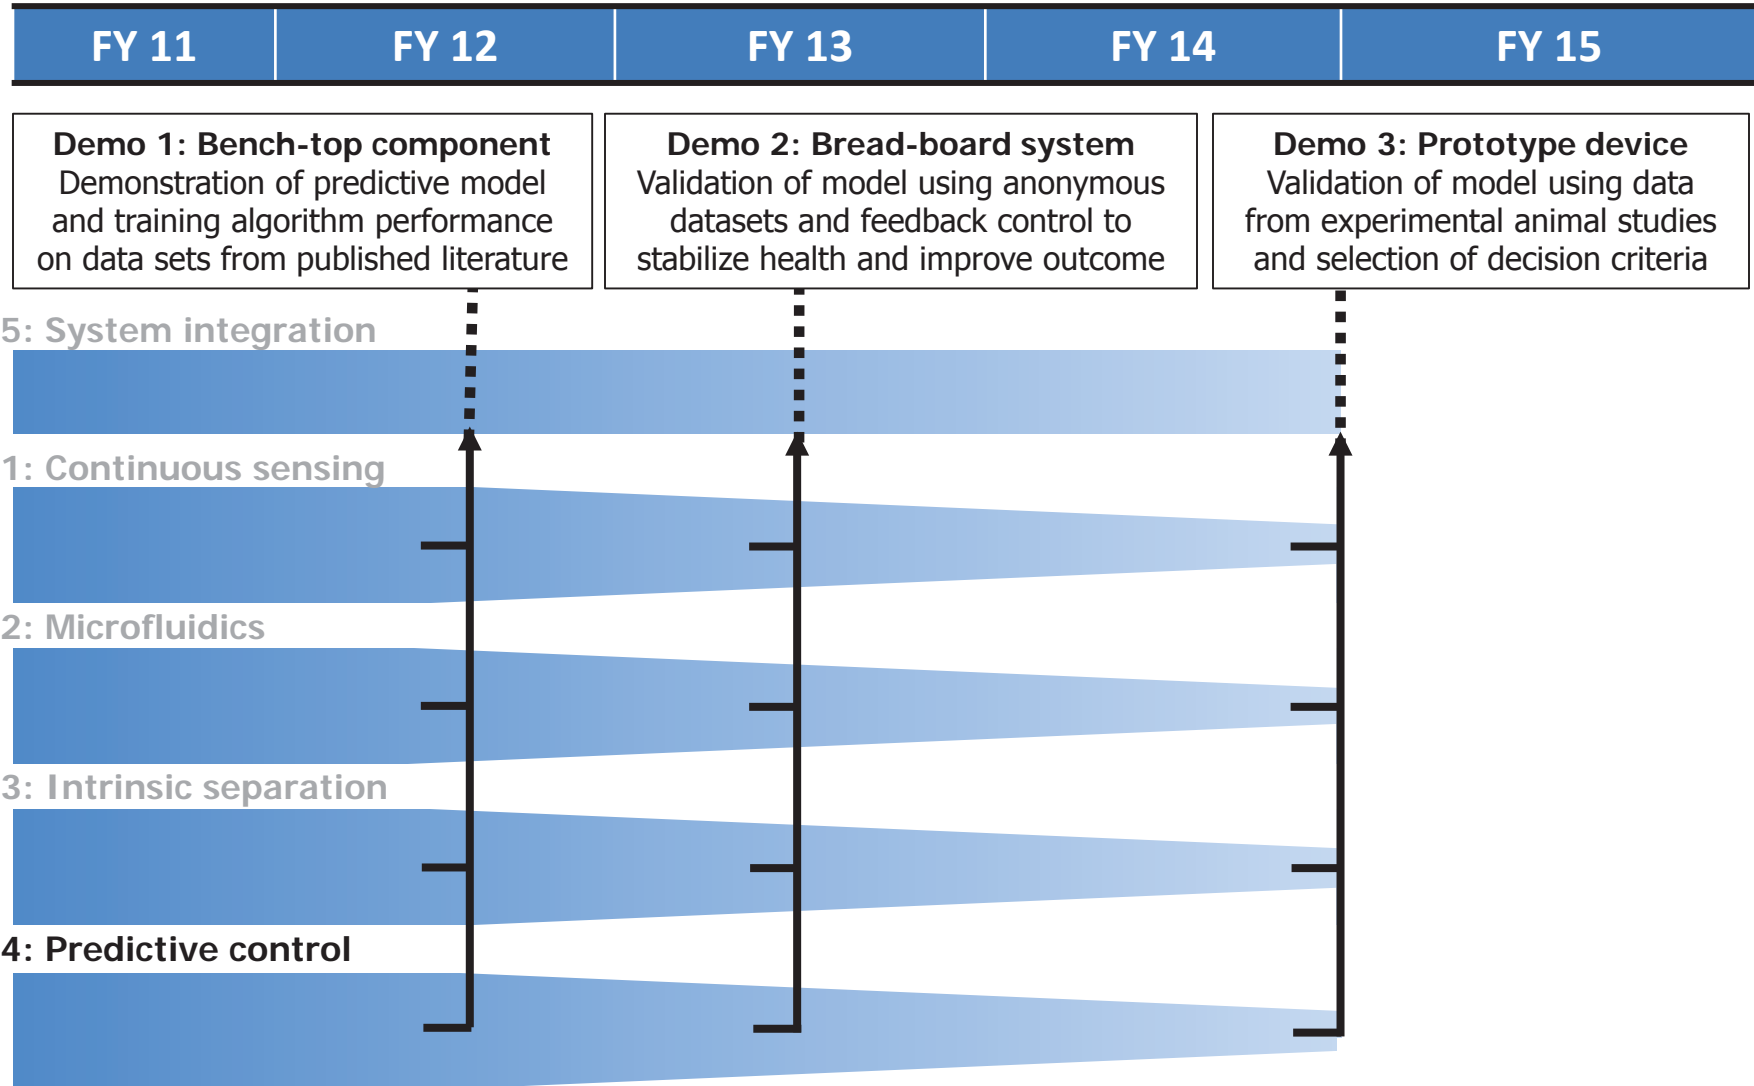 FY 11 FY 12 FY 13 FY 14 FY 15
Demo 1: Bench-top component
Demonstration of predictive model
and training algorithm performance
on data sets from published literature
Demo 2: Bread-board system
Validation of model using anonymous
datasets and feedback control to
stabilize health and improve outcome
Demo 3: Prototype device
Validation of model using data
from experimental animal studies
and selection of decision criteria
5: System integration
1: Continuous sensing
2: Microfluidics
3: Intrinsic separation
4: Predictive control